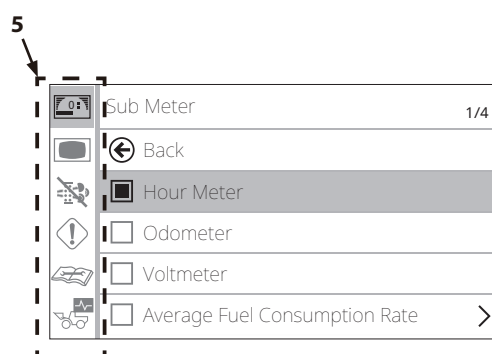 5
Sub Meter 1/4
Back
Hour Meter
Odometer
Voltmeter
Average Fuel Consumption Rate